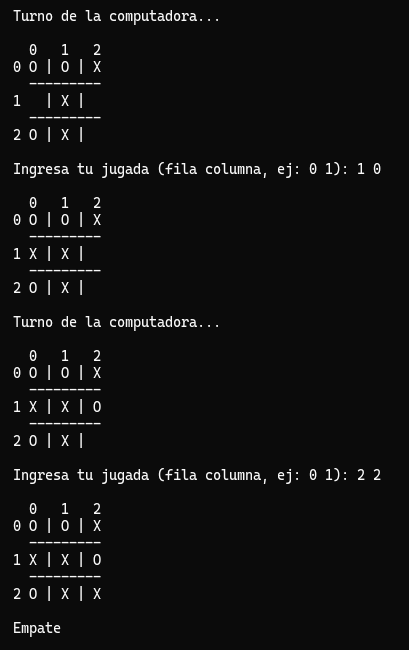 Turno de la computadora...
  0   1   2
0 O | O | X
  ---------
1   | X |
  ---------
2 O | X |
Ingresa tu jugada (fila columna, ej: 0 1): 1 0
  0   1   2
0 O | O | X
  ---------
1 X | X |
  ---------
2 O | X |
Turno de la computadora...
  0   1   2
0 O | O | X
  ---------
1 X | X | O
  ---------
2 O | X |
Ingresa tu jugada (fila columna, ej: 0 1): 2 2
  0   1   2
0 O | O | X
  ---------
1 X | X | O
  ---------
2 O | X | X
Empate